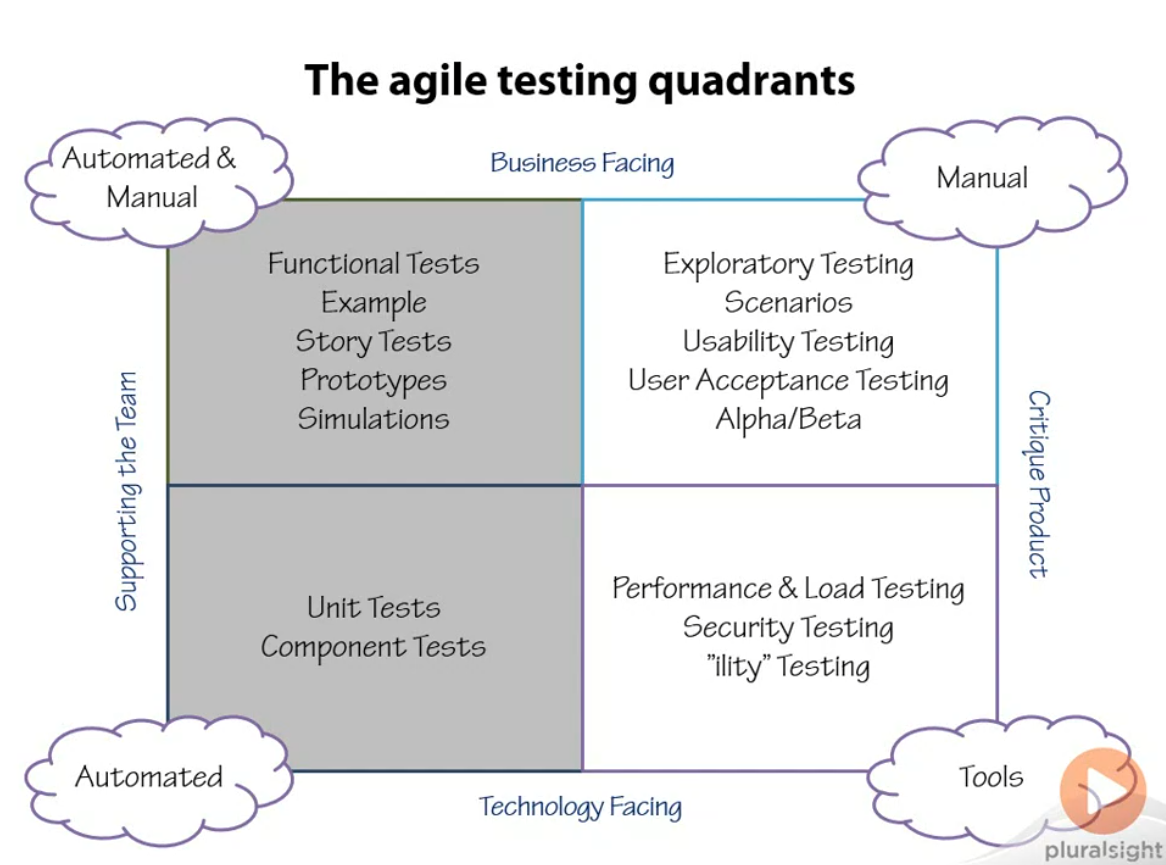 The agile testing quadrants
Automated &
Manual
Business Facing
Manual
Functional Tests
Example
Story Tests
Prototypes
Simulations
Exploratory Testing
Scenarios
Usability Testing
User Acceptance Testing
Alpha/Beta
Supporting the Team
Critique Product
Unit Tests
Component Tests
Performance & Load Testing
Security Testing
”ility” Testing
Automated
Technology Facing
Tools
pluralsight